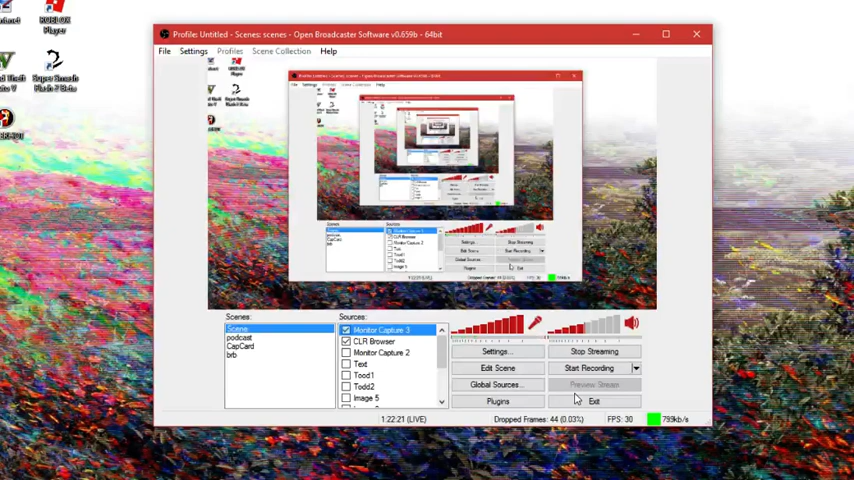 ROBLOX
Player
Super Smash
Flash 2 Beta
Profile: Untitled - Scenes: scenes - Open Broadcaster Software v0.659b - 64bit
File Settings Profiles Scene Collection Help
Scenes:
Scene
podcast
CapCard
brb
Sources:
Monitor Capture 3
CLR Browser
Monitor Capture 2
Text
Tood1
Todd2
Image 5
Settings...
Stop Streaming
Edit Scene
Start Recording
Global Sources...
Preview Stream
Plugins
Exit
1:22:21 (LIVE)
Dropped Frames: 44 (0.03%)
FPS: 30
799kb/s